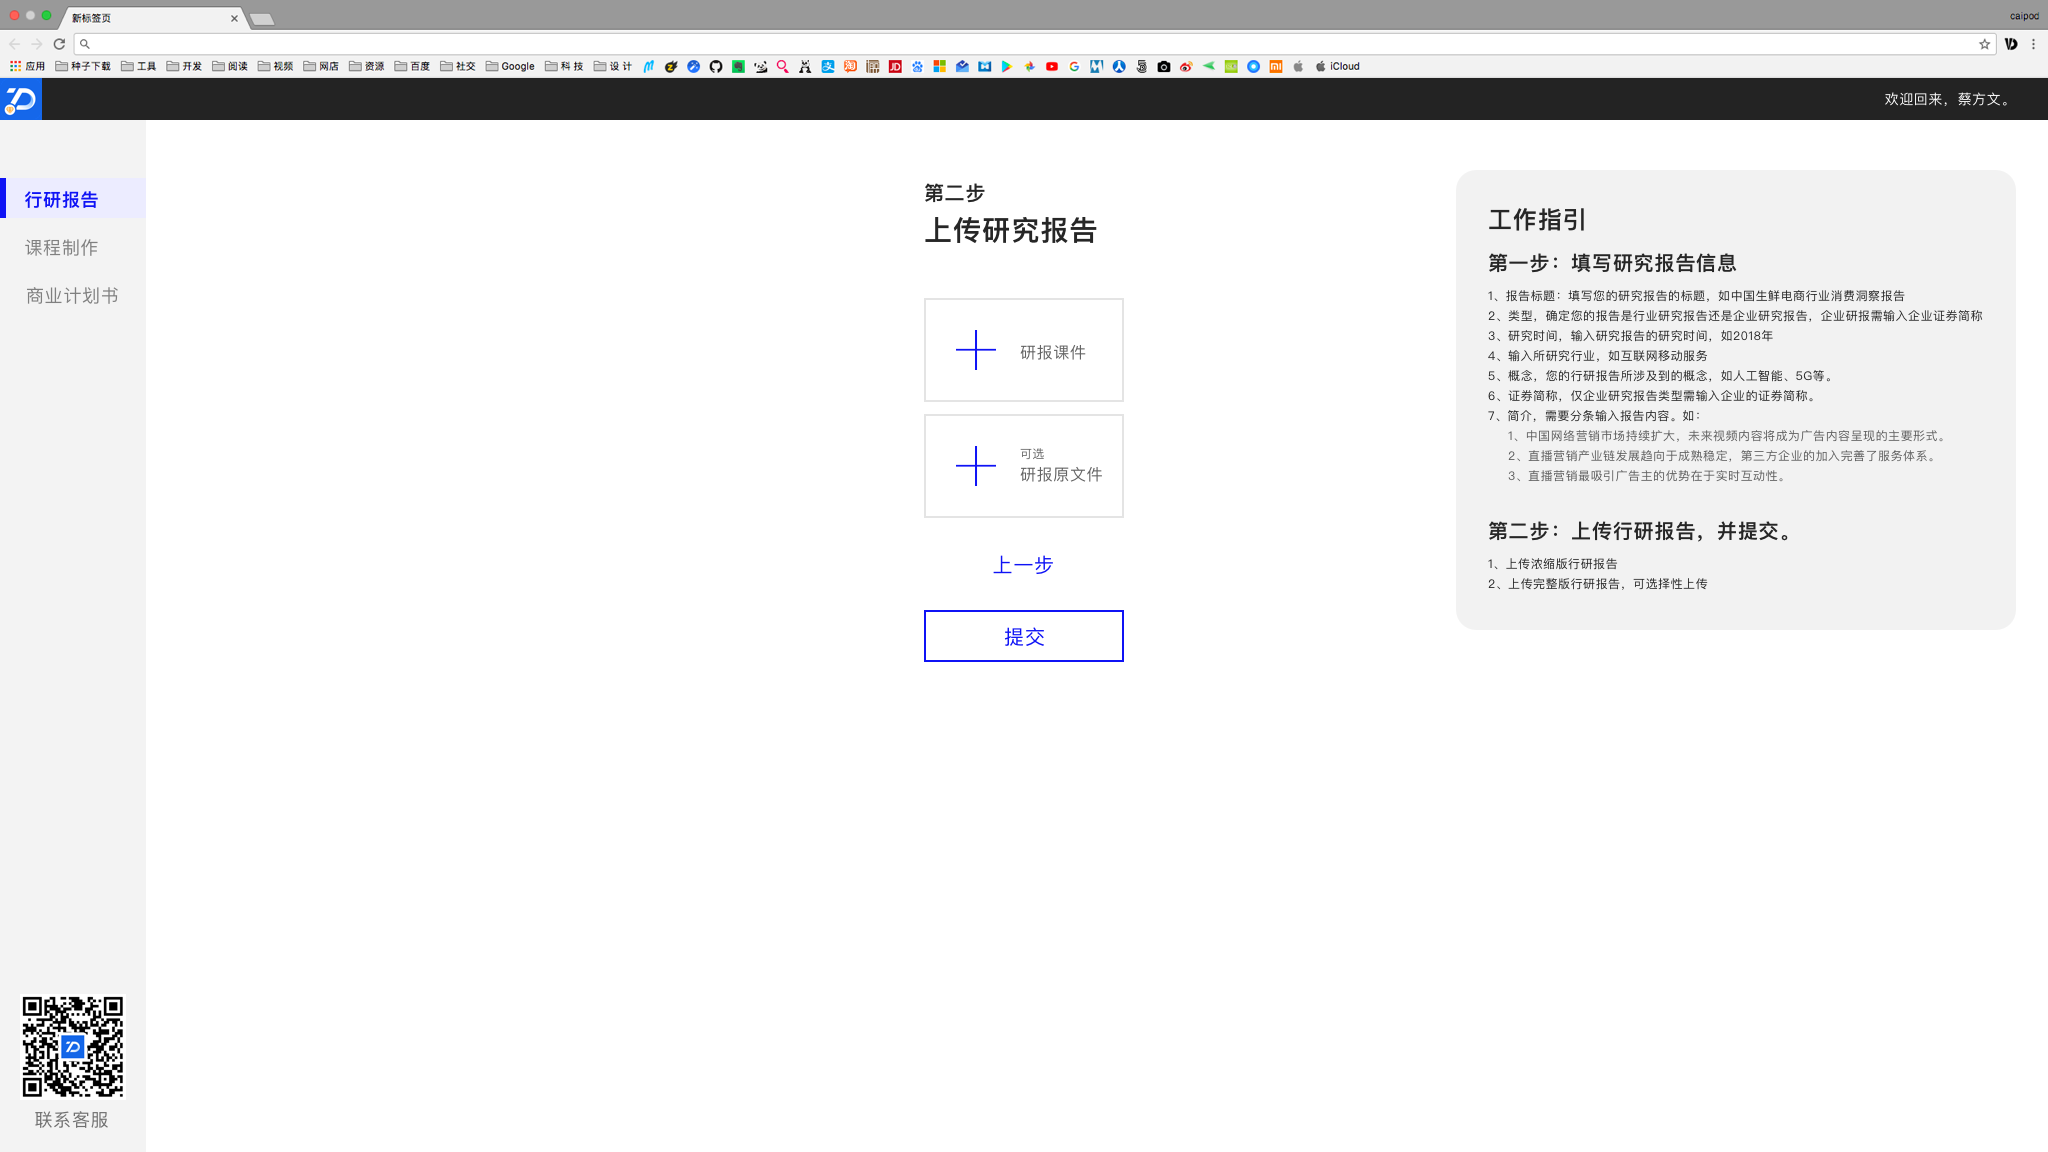 新标签页
caipod
应用 种子下载 工具 开发 阅读 视频 网店 资源 百度 社交 Google 科 技 设 计 iCloud
欢迎回来，蔡方文。
行研报告
课程制作
商业计划书
联系客服
第二步
上传研究报告
研报课件
可选
研报原文件
上一步
提交
工作指引
第一步：填写研究报告信息
1、报告标题：填写您的研究报告的标题，如中国生鲜电商行业消费洞察报告
2、类型，确定您的报告是行业研究报告还是企业研究报告，企业研报需输入企业证券简称
3、研究时间，输入研究报告的研究时间，如2018年
4、输入所研究行业，如互联网移动服务
5、概念，您的行研报告所涉及到的概念，如人工智能、5G等。
6、证券简称，仅企业研究报告类型需输入企业的证券简称。
7、简介，需要分条输入报告内容。如：
1、中国网络营销市场持续扩大，未来视频内容将成为广告内容呈现的主要形式。
2、直播营销产业链发展趋向于成熟稳定，第三方企业的加入完善了服务体系。
3、直播营销最吸引广告主的优势在于实时互动性。
第二步：上传行研报告，并提交。
1、上传浓缩版行研报告
2、上传完整版行研报告，可选择性上传